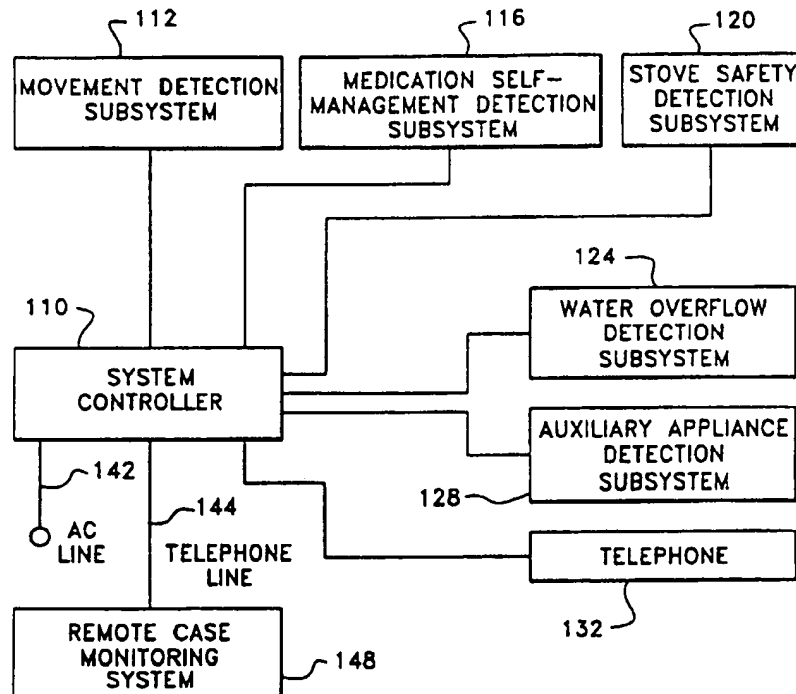 112
116
120
MOVEMENT DETECTION
SUBSYSTEM
MEDICATION SELF-
MANAGEMENT DETECTION
SUBSYSTEM
STOVE SAFETY
DETECTION
SUBSYSTEM
124
WATER OVERFLOW
DETECTION
SUBSYSTEM
110
SYSTEM
CONTROLLER
AUXILIARY APPLIANCE
DETECTION
SUBSYSTEM
128
142
144
AC
LINE
TELEPHONE
LINE
TELEPHONE
132
REMOTE CASE
MONITORING
SYSTEM
148